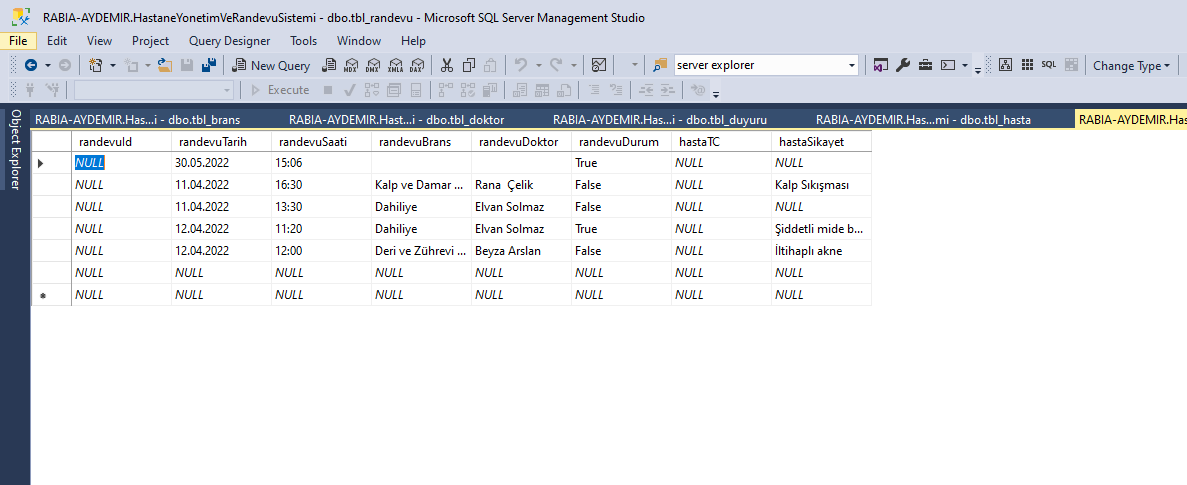 RABIA-AYDEMIR.HastaneYonetimVeRandevuSistemi - dbo.tbl_randevu - Microsoft SQL Server Management Studio
File Edit View Project Query Designer Tools Window Help
New Query MDX DMX XMLA DAX server explorer SQL Change Type
Execute
Object Explorer
RABIA-AYDEMIR.Has...i - dbo.tbl_brans RABIA-AYDEMIR.Hast...i - dbo.tbl_doktor RABIA-AYDEMIR.Has...i - dbo.tbl_duyuru RABIA-AYDEMIR.Has...mi - dbo.tbl_hasta RABIA-AYDEMIR.Has
randevuId randevuTarih randevuSaati randevuBrans randevuDoktor randevuDurum hastaTC hastaSikayet
NULL 30.05.2022 15:06 True NULL NULL
NULL 11.04.2022 16:30 Kalp ve Damar ... Rana  Çelik False NULL Kalp Sıkışması
NULL 11.04.2022 13:30 Dahiliye Elvan Solmaz False NULL NULL
NULL 12.04.2022 11:20 Dahiliye Elvan Solmaz True NULL Şiddetli mide b...
NULL 12.04.2022 12:00 Deri ve Zührevi ... Beyza Arslan False NULL İltihaplı akne
NULL NULL NULL NULL NULL NULL NULL NULL
NULL NULL NULL NULL NULL NULL NULL NULL